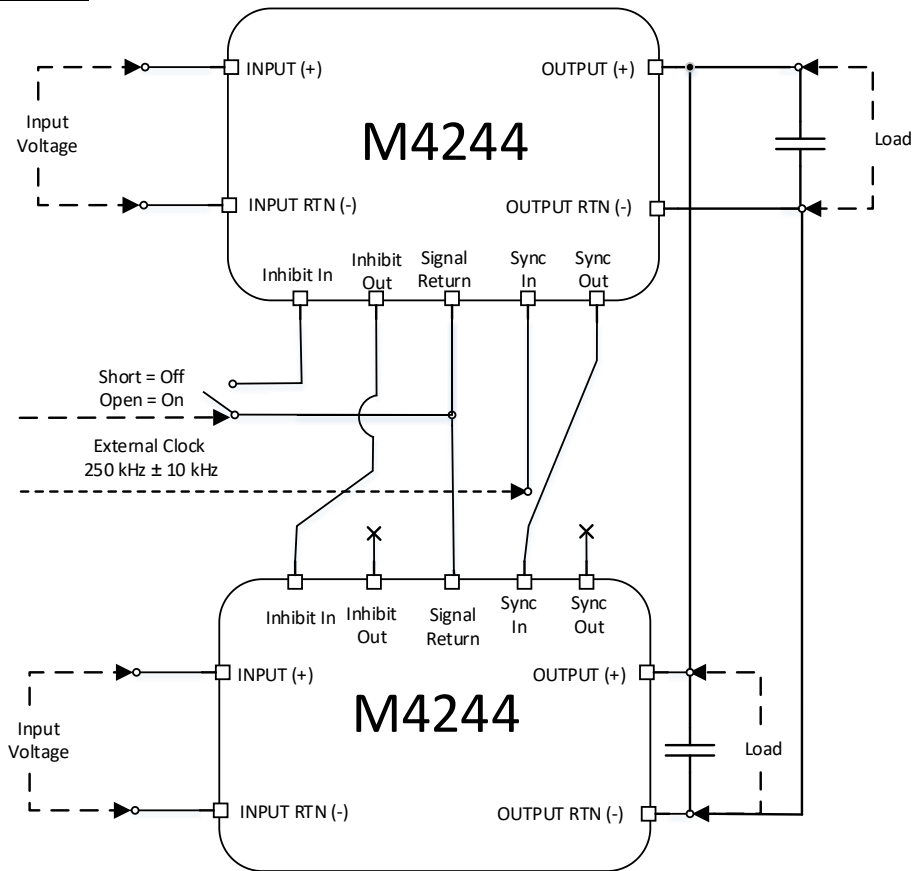 INPUT (+)
OUTPUT (+)
Input
Voltage
M4244
Load
INPUT RTN (-)
OUTPUT RTN (-)
Inhibit In
Inhibit
Out
Signal
Return
Sync
In
Sync
Out
Short = Off
Open = On
External Clock
250 kHz ± 10 kHz
Inhibit In
Inhibit
Out
Signal
Return
Sync
In
Sync
Out
INPUT (+)
OUTPUT (+)
Input
Voltage
M4244
Load
INPUT RTN (-)
OUTPUT RTN (-)